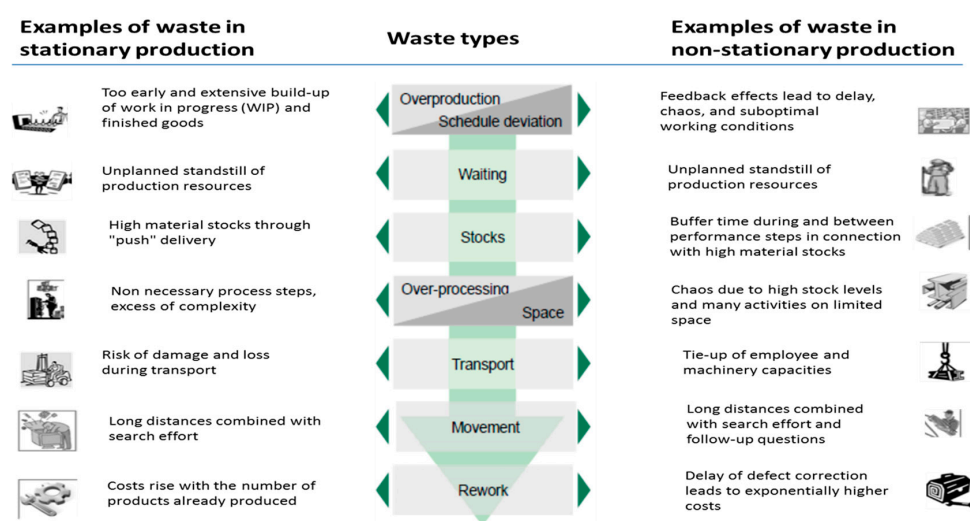 Examples of waste in
stationary production
Waste types
Examples of waste in
non-stationary production
Too early and extensive build-up
of work in progress (WIP) and
finished goods
Overproduction
Schedule deviation
Feedback effects lead to delay,
chaos, and suboptimal
working conditions
Unplanned standstill of
production resources
Waiting
Unplanned standstill of
production resources
High material stocks through
"push" delivery
Stocks
Buffer time during and between
performance steps in connection
with high material stocks
Non necessary process steps,
excess of complexity
Over-processing
Space
Chaos due to high stock levels
and many activities on limited
space
Risk of damage and loss
during transport
Transport
Tie-up of employee and
machinery capacities
Long distances combined with
search effort
Movement
Long distances combined
with search effort and
follow-up questions
Costs rise with the number of
products already produced
Rework
Delay of defect correction
leads to exponentially higher
costs